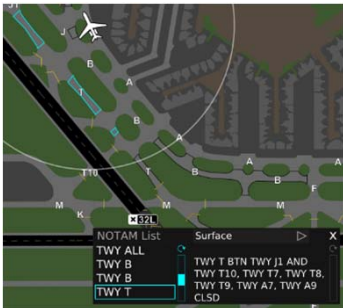 J1
J
B
A
T
B
A
B
A
T10
T
B
A
B
F
M
K
M
M
32L
NOTAM List
Surface
X
TWY ALL
TWY B
TWY B
TWY T
TWY T BTN TWY J1 AND
TWY T10, TWY T7, TWY T8,
TWY T9, TWY A7, TWY A9
CLSD